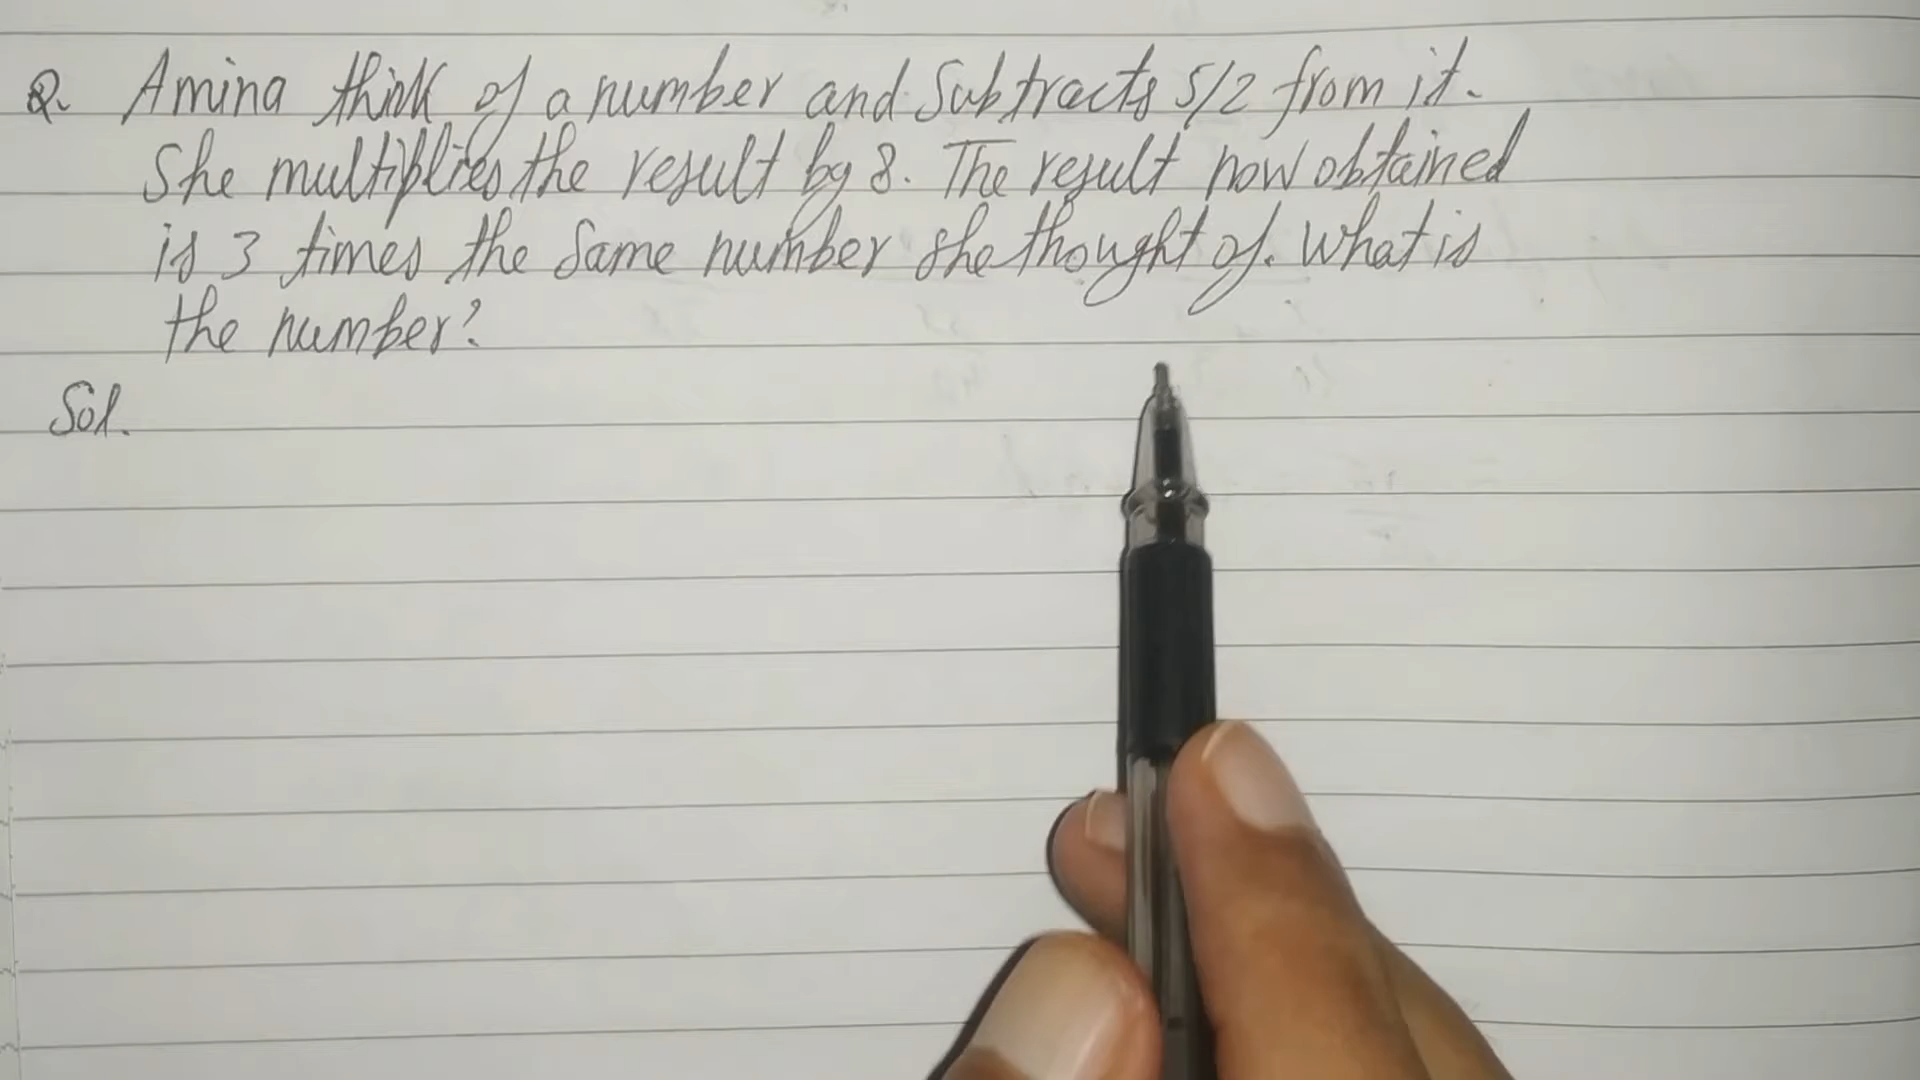 Q. Amina think of a number and Subtracts 5/2 from it.
She multiplies the result by 8. The result now obtained
is 3 times the same number she thought of. What is
the number?
Sol.